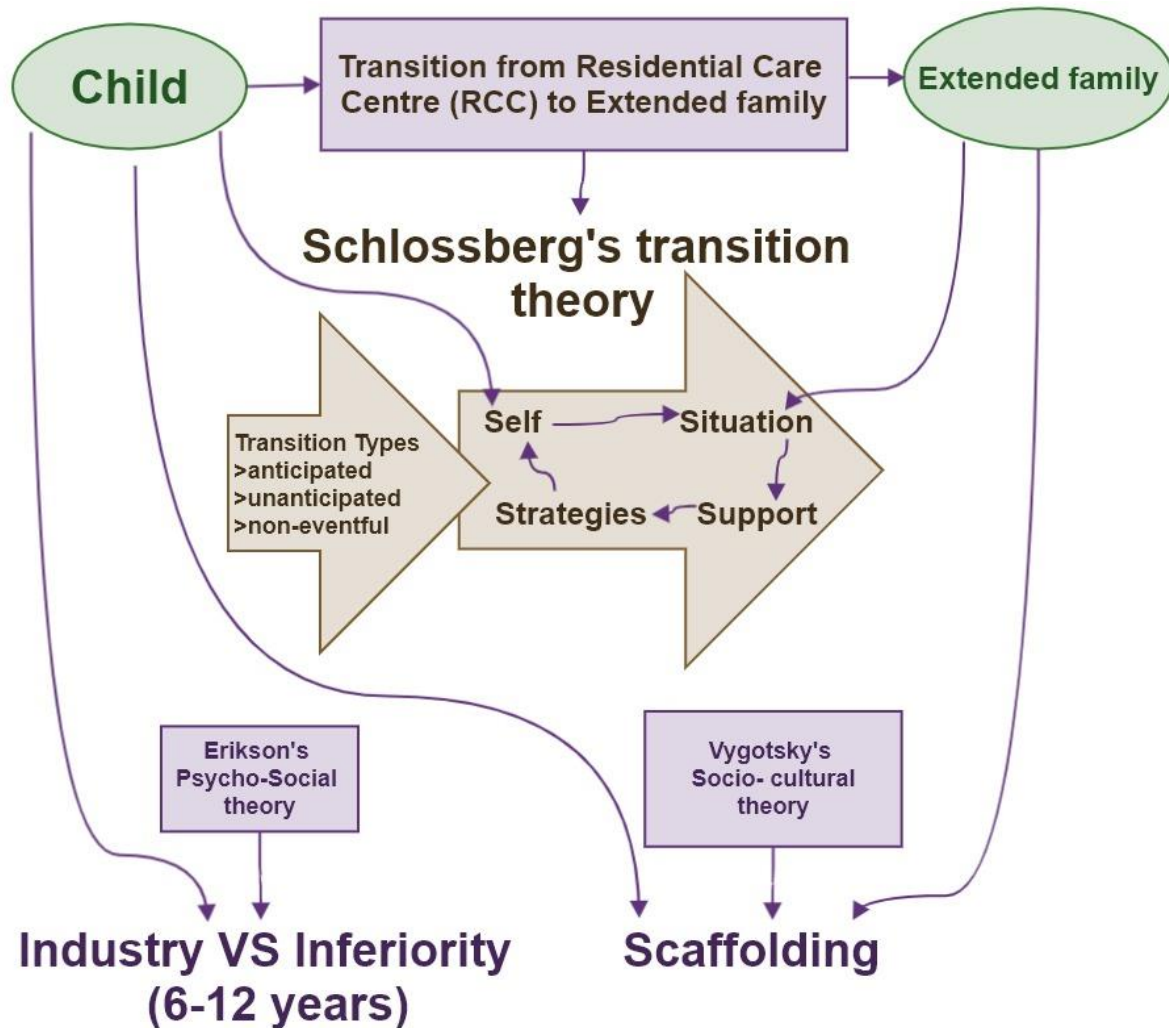 Child
Transition from Residential Care
Centre (RCC) to Extended family
Extended family
Schlossberg's transition
theory
Transition Types
>anticipated
>unanticipated
>non-eventful
Self
Situation
Strategies
Support
Erikson's
Psycho-Social
theory
Vygotsky's
Socio- cultural
theory
Industry VS Inferiority
(6-12 years)
Scaffolding